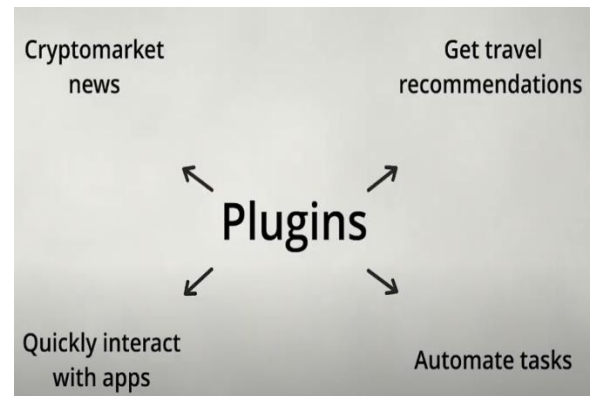 Cryptomarket
news
Get travel
recommendations
Plugins
Quickly interact
with apps
Automate tasks